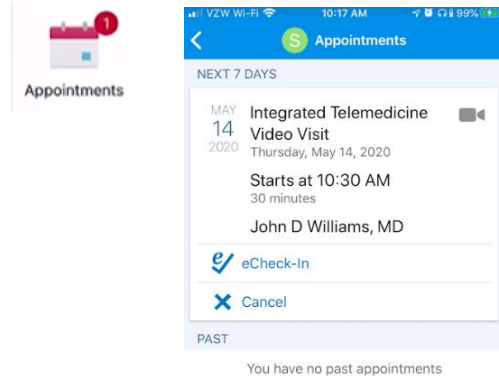 1
Appointments
VZW Wi-Fi 10:17 AM 99%
S Appointments
NEXT 7 DAYS
MAY
14
2020
Integrated Telemedicine
Video Visit
Thursday, May 14, 2020
Starts at 10:30 AM
30 minutes
John D Williams, MD
eCheck-In
Cancel
PAST
You have no past appointments